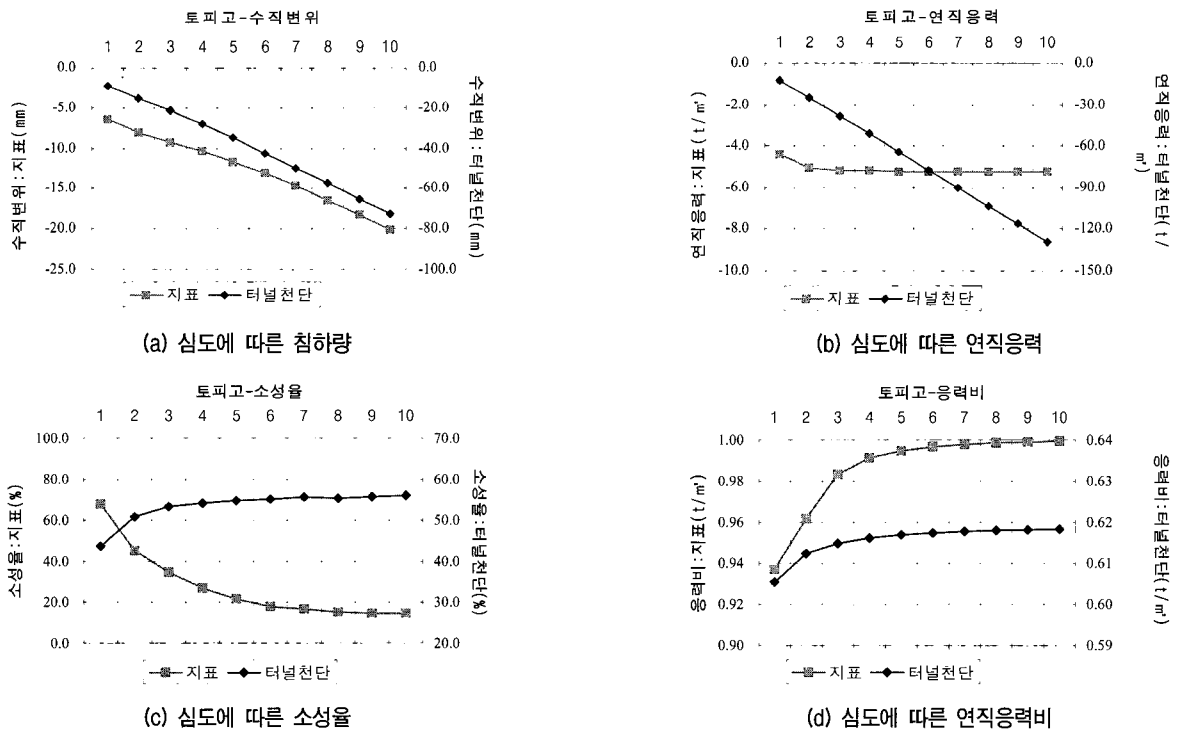 토피고-수직변위
1 2 3 4 5 6 7 8 9 10
0.0
-5.0
-10.0
-15.0
-20.0
-25.0
수직변위:지표(mm)
0.0
-20.0
-40.0
-60.0
-80.0
-100.0
수직변위:터널천단(mm)
지표 터널천단
(a) 심도에 따른 침하량
토피고-연직응력
1 2 3 4 5 6 7 8 9 10
0.0
-2.0
-4.0
-6.0
-8.0
-10.0
연직응력:지표(t/㎡)
0.0
-30.0
-60.0
-90.0
-120.0
-150.0
연직응력:터널천단(t/㎡)
지표 터널천단
(b) 심도에 따른 연직응력
토피고-소성율
1 2 3 4 5 6 7 8 9 10
100.0
80.0
60.0
40.0
20.0
0.0
소성율:지표(%)
70.0
60.0
50.0
40.0
30.0
20.0
소성율:터널천단(%)
지표 터널천단
(c) 심도에 따른 소성율
토피고-응력비
1 2 3 4 5 6 7 8 9 10
1.00
0.98
0.96
0.94
0.92
0.90
응력비:지표(t/㎡)
0.64
0.63
0.62
0.61
0.60
0.59
응력비:터널천단(t/㎡)
지표 터널천단
(d) 심도에 따른 연직응력비